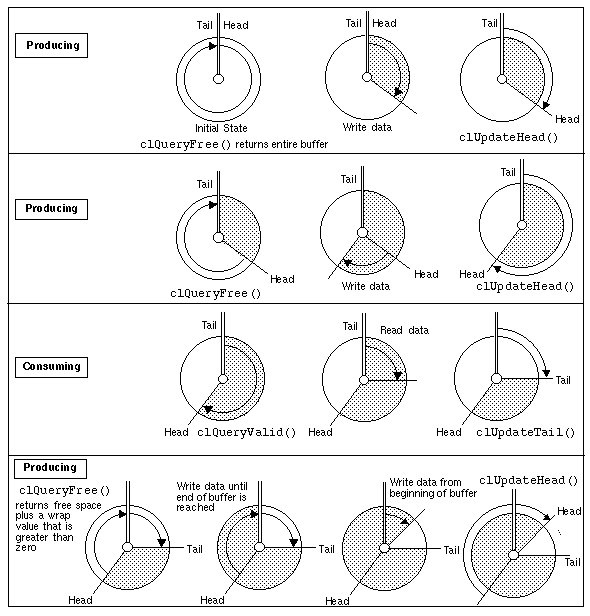 Producing
Tail Head
Initial State
clQueryFree() returns entire buffer
Tail Head
Write data
Tail
Head
clUpdateHead()
Producing
Tail
Head
clQueryFree()
Tail
Head
Write data
Tail
Head
clUpdateHead()
Consuming
Tail
Head
clQueryValid()
Tail
Read data
Head
Tail
Head
clUpdateTail()
Producing
clQueryFree()
returns free space
plus a wrap
value that is
greater than
zero
Tail
Head
Write data until
end of buffer is
reached
Tail
Head
Write data from
beginning of buffer
Tail
Head
clUpdateHead()
Head
Tail